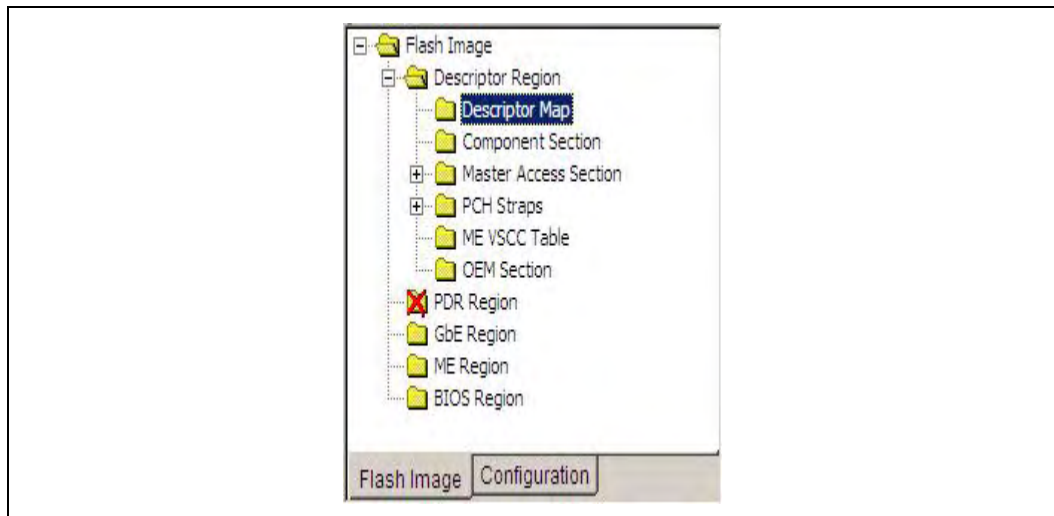 Flash Image
Descriptor Region
Descriptor Map
Component Section
Master Access Section
PCH Straps
ME VSCC Table
OEM Section
PDR Region
GbE Region
ME Region
BIOS Region
Flash Image Configuration